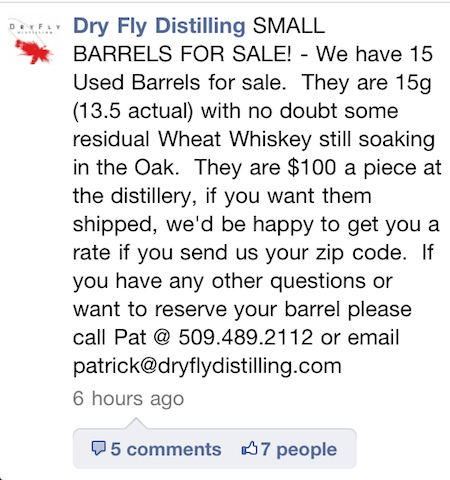 DRY FLY
DISTILLING
Dry Fly Distilling SMALL
BARRELS FOR SALE! - We have 15
Used Barrels for sale.  They are 15g
(13.5 actual) with no doubt some
residual Wheat Whiskey still soaking
in the Oak.  They are $100 a piece at
the distillery, if you want them
shipped, we'd be happy to get you a
rate if you send us your zip code.  If
you have any other questions or
want to reserve your barrel please
call Pat @ 509.489.2112 or email
patrick@dryflydistilling.com
6 hours ago
5 comments 7 people